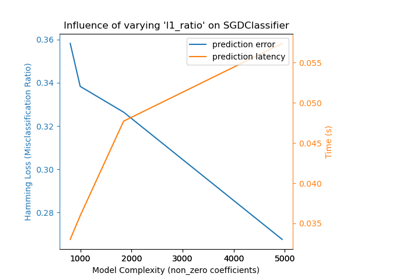 Influence of varying 'l1_ratio' on SGDClassifier
prediction error
prediction latency
Hamming Loss (Misclassification Ratio)
0.36
0.34
0.32
0.30
0.28
0.055
0.050
0.045
0.040
0.035
Time (s)
1000 2000 3000 4000 5000
Model Complexity (non_zero coefficients)